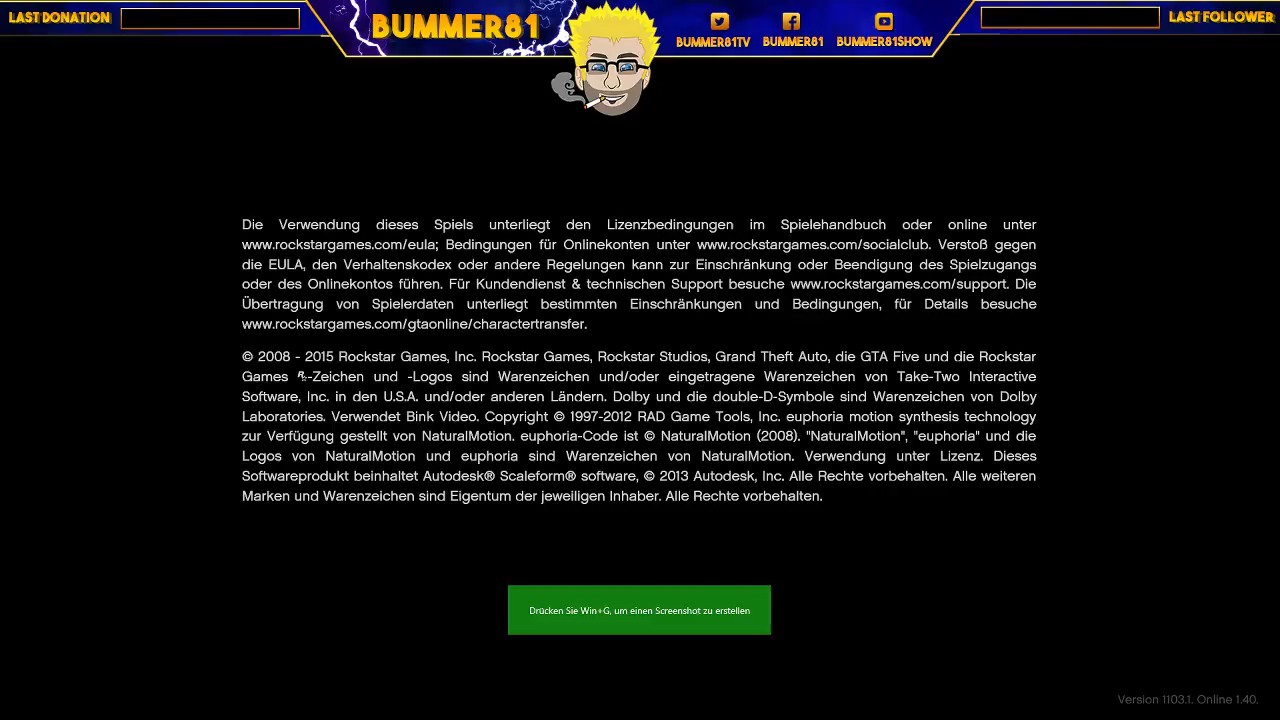 LAST DONATION
BUMMER81
BUMMER81TV
BUMMER81
BUMMER81SHOW
LAST FOLLOWER
Die Verwendung dieses Spiels unterliegt den Lizenzbedingungen im Spielehandbuch oder online unter
www.rockstargames.com/eula; Bedingungen für Onlinekonten unter www.rockstargames.com/socialclub. Verstoß gegen
die EULA, den Verhaltenskodex oder andere Regelungen kann zur Einschränkung oder Beendigung des Spielzugangs
oder des Onlinekontos führen. Für Kundendienst & technischen Support besuche www.rockstargames.com/support. Die
Übertragung von Spielerdaten unterliegt bestimmten Einschränkungen und Bedingungen, für Details besuche
www.rockstargames.com/gtaonline/charactertransfer.
© 2008 - 2015 Rockstar Games, Inc. Rockstar Games, Rockstar Studios, Grand Theft Auto, die GTA Five und die Rockstar
Games R*-Zeichen und -Logos sind Warenzeichen und/oder eingetragene Warenzeichen von Take-Two Interactive
Software, Inc. in den U.S.A. und/oder anderen Ländern. Dolby und die double-D-Symbole sind Warenzeichen von Dolby
Laboratories. Verwendet Bink Video. Copyright © 1997-2012 RAD Game Tools, Inc. euphoria motion synthesis technology
zur Verfügung gestellt von NaturalMotion. euphoria-Code ist © NaturalMotion (2008). "NaturalMotion", "euphoria" und die
Logos von NaturalMotion und euphoria sind Warenzeichen von NaturalMotion. Verwendung unter Lizenz. Dieses
Softwareprodukt beinhaltet Autodesk® Scaleform® software, © 2013 Autodesk, Inc. Alle Rechte vorbehalten. Alle weiteren
Marken und Warenzeichen sind Eigentum der jeweiligen Inhaber. Alle Rechte vorbehalten.
Drücken Sie Win+G, um einen Screenshot zu erstellen
Version 1103.1. Online 1.40.